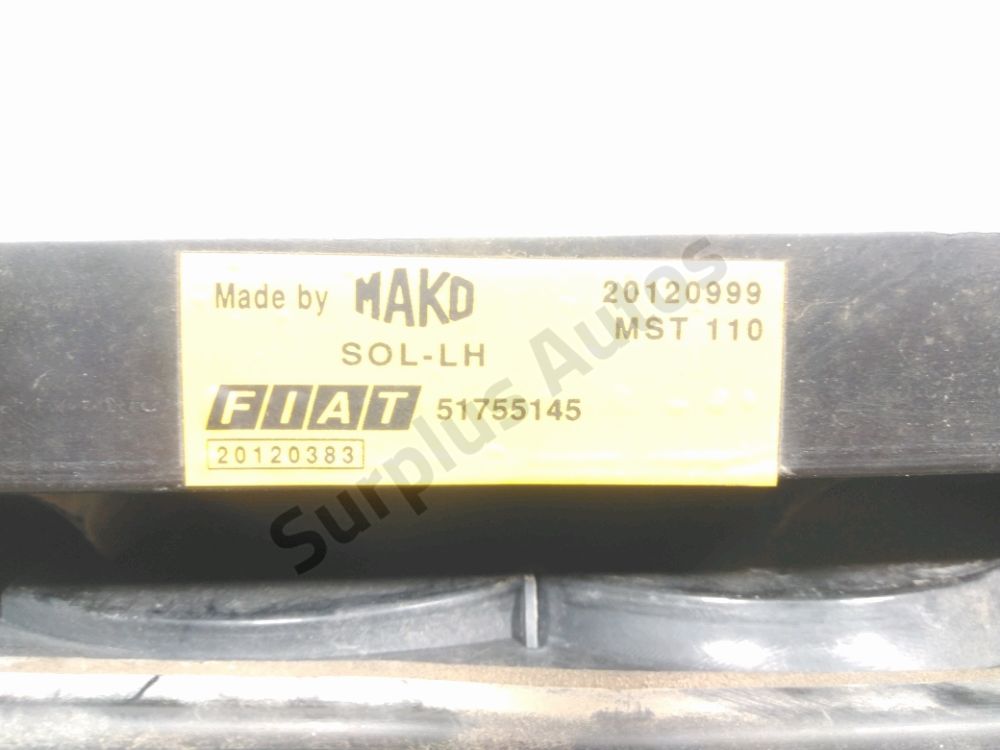 Made by MAKO 20120999
MST 110
SOL-LH
FIAT 51755145
20120383
Surplus Autos